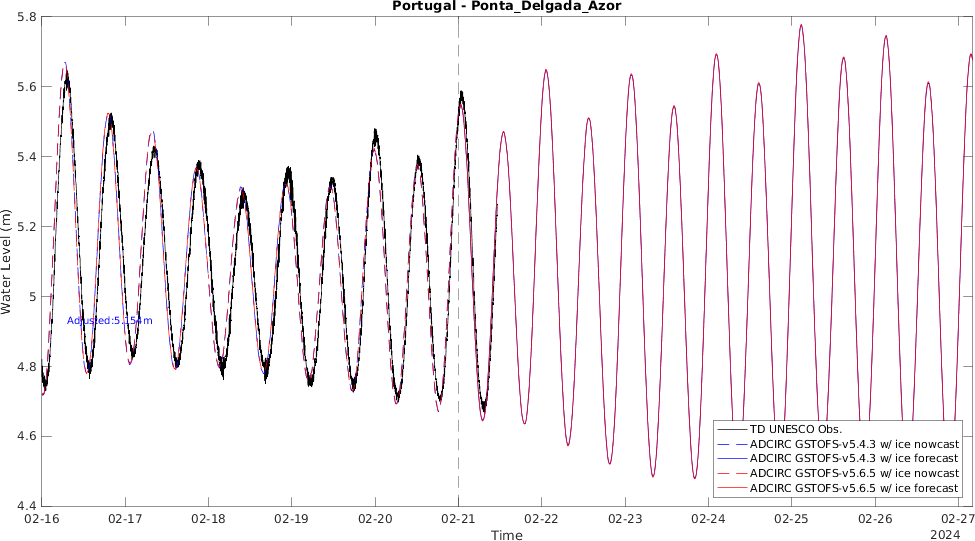 Portugal - Ponta_Delgada_Azor
5.8
5.6
5.4
5.2
5
4.8
4.6
4.4
Water Level (m)
02-16
02-17
02-18
02-19
02-20
02-21
02-22
02-23
02-24
02-25
02-26
02-27
Time
2024
TD UNESCO Obs.
ADCIRC GSTOFS-v5.4.3 w/ ice nowcast
ADCIRC GSTOFS-v5.4.3 w/ ice forecast
ADCIRC GSTOFS-v5.6.5 w/ ice nowcast
ADCIRC GSTOFS-v5.6.5 w/ ice forecast